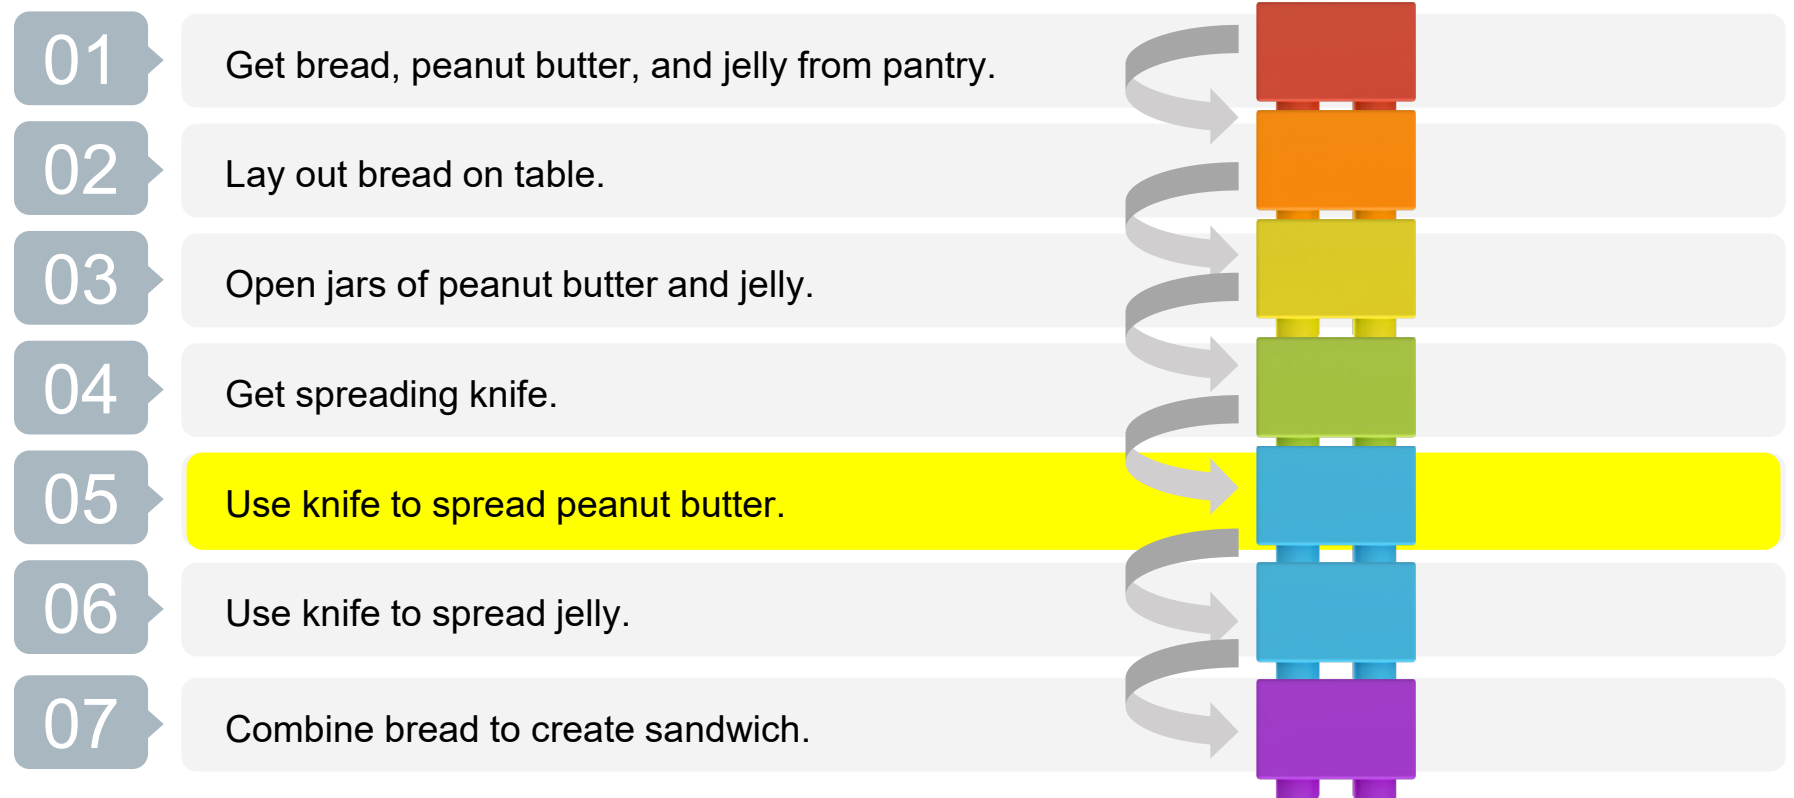 01
Get bread, peanut butter, and jelly from pantry.
02
Lay out bread on table.
03
Open jars of peanut butter and jelly.
04
Get spreading knife.
05
Use knife to spread peanut butter.
06
Use knife to spread jelly.
07
Combine bread to create sandwich.